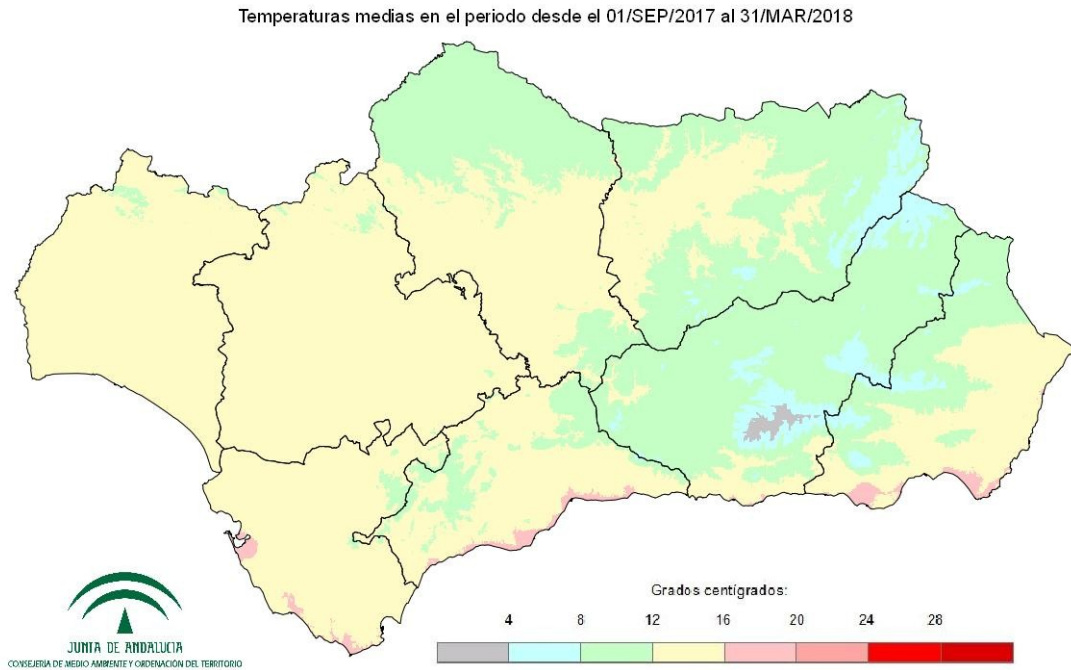 Temperaturas medias en el periodo desde el 01/SEP/2017 al 31/MAR/2018
Grados centígrados:
4 8 12 16 20 24 28
JUNTA DE ANDALUCIA
CONSEJERÍA DE MEDIO AMBIENTE Y ORDENACIÓN DEL TERRITORIO